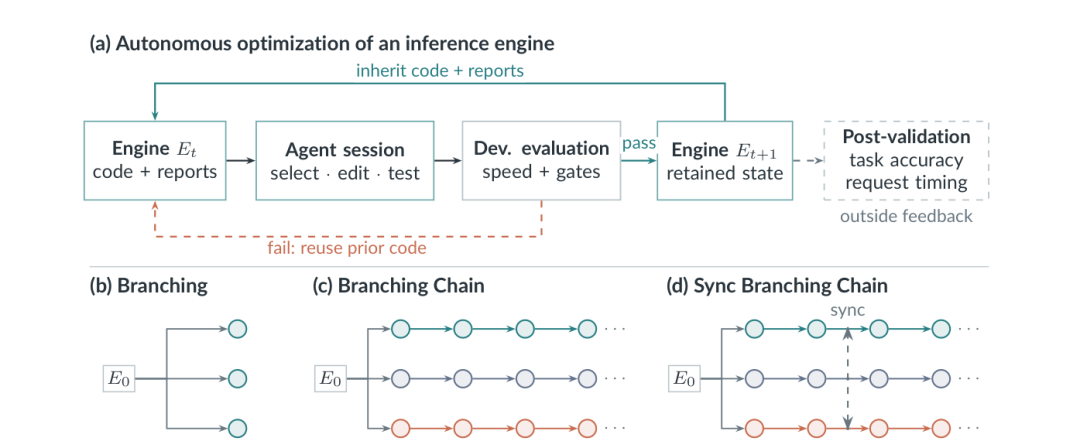 (a) Autonomous optimization of an inference engine
inherit code + reports
Engine E_t
code + reports
Agent session
select · edit · test
Dev. evaluation
speed + gates
pass
Engine E_{t+1}
retained state
Post-validation
task accuracy
request timing
outside feedback
fail: reuse prior code
(b) Branching
(c) Branching Chain
(d) Sync Branching Chain
sync
E_0
E_0
E_0
· · ·
· · ·
· · ·
· · ·
· · ·
· · ·